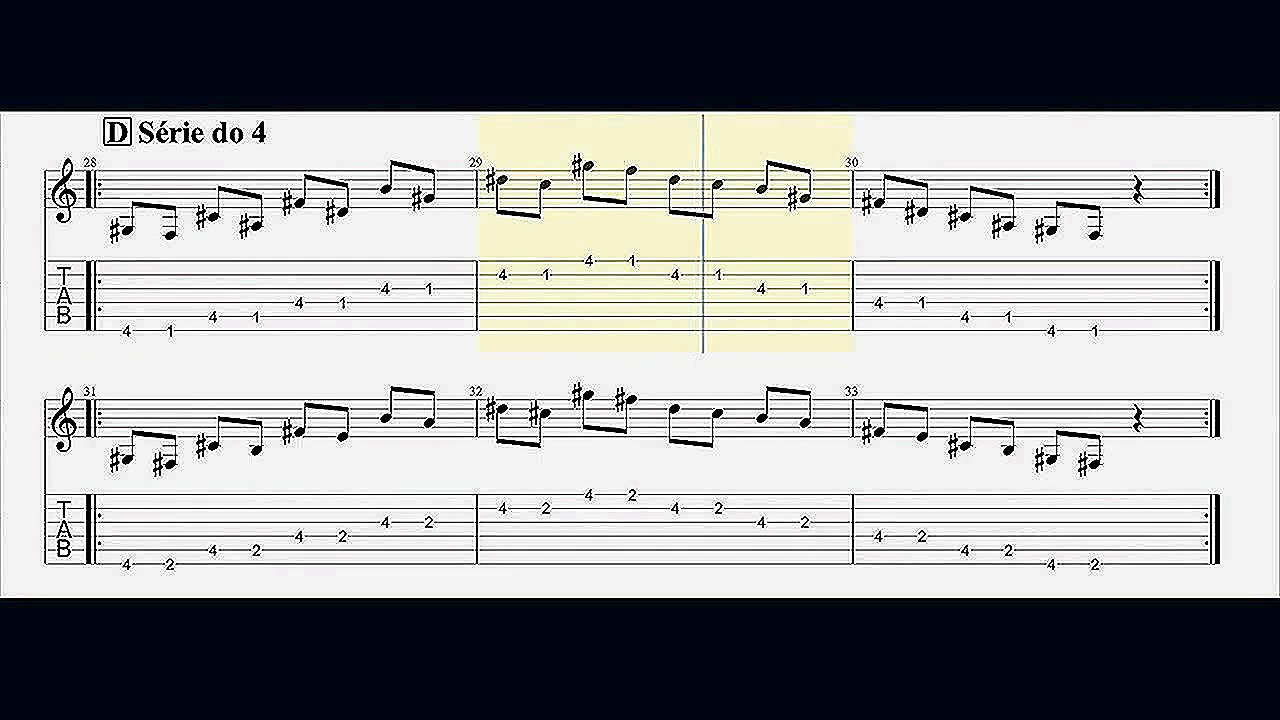 D Série do 4
28 29 30
T
A
B
4 1 4 1 4 1 4 1
4 1 4 1 4 1 4 1
4 1 4 1 4 1
31 32 33
T
A
B
4 2 4 2 4 2 4 2
4 2 4 2 4 2 4 2
4 2 4 2 4 2